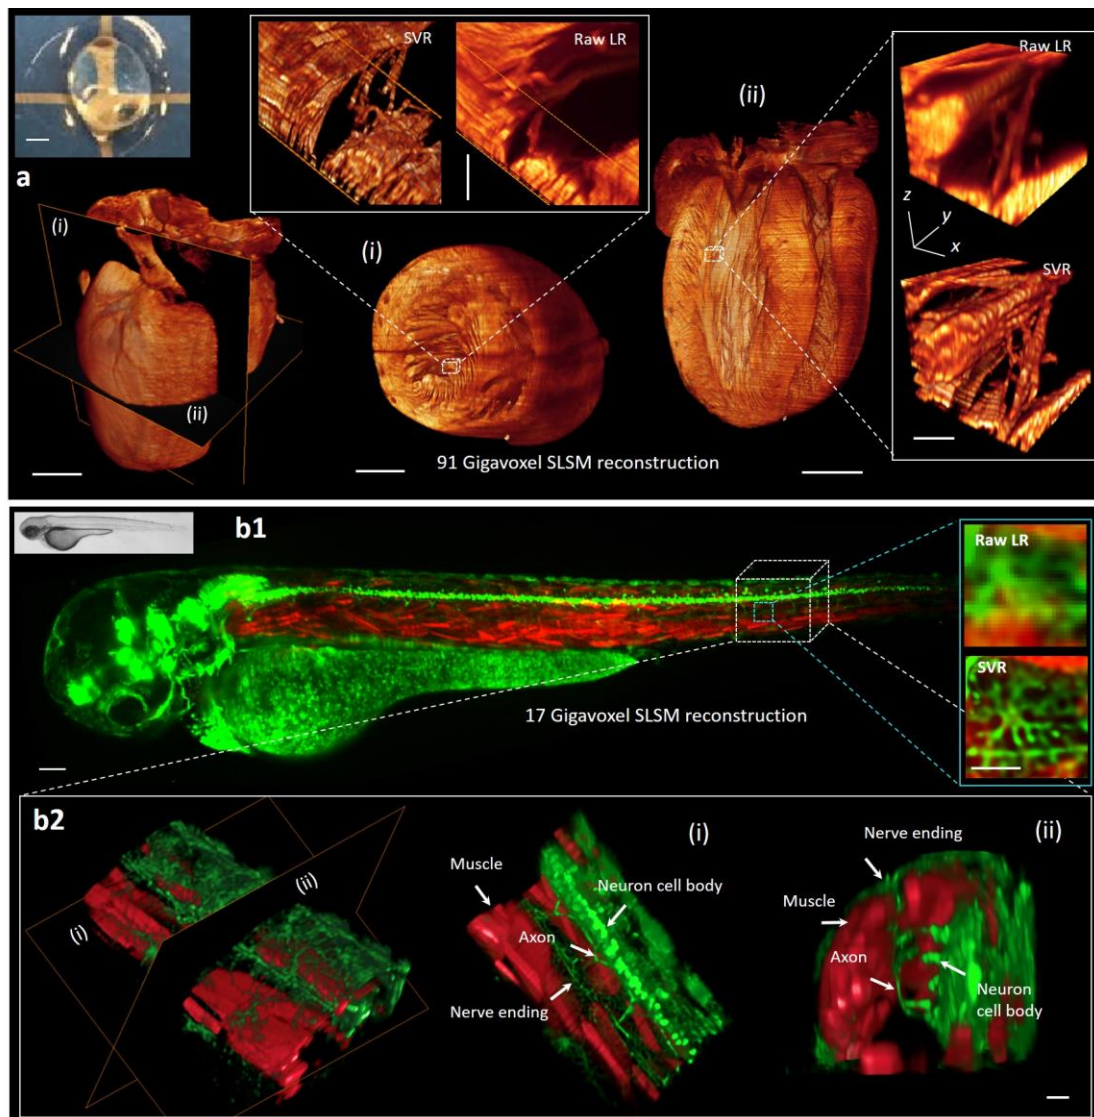 a
(i)
(ii)
SVR
Raw LR
(i)
(ii)
Raw LR
z
y
x
SVR
91 Gigavoxel SLSM reconstruction
b1
Raw LR
SVR
17 Gigavoxel SLSM reconstruction
b2
(i)
(ii)
(i)
Muscle
Neuron cell body
Axon
Nerve ending
(ii)
Nerve ending
Muscle
Axon
Neuron
cell body